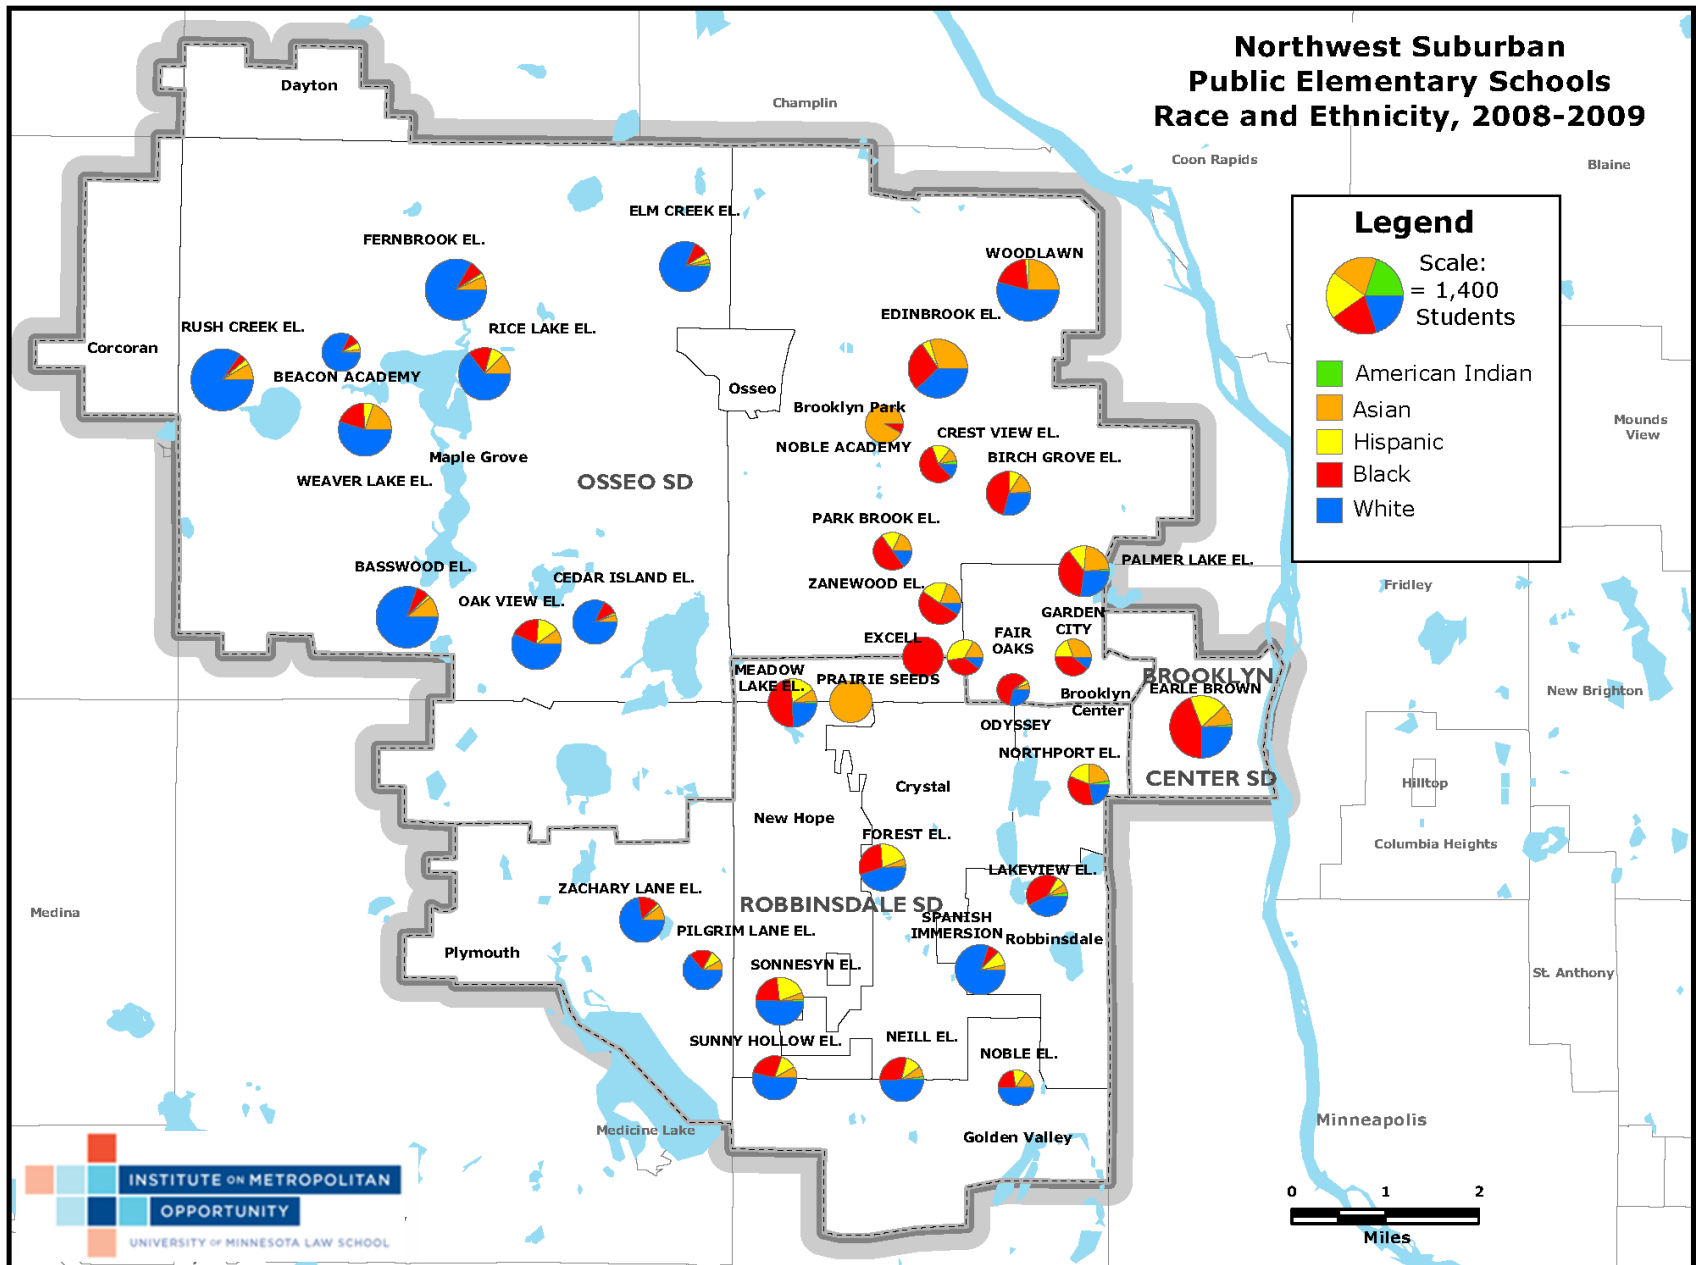 Northwest Suburban
Public Elementary Schools
Race and Ethnicity, 2008-2009
Dayton
Champlin
Coon Rapids
Blaine
Legend
Scale:
= 1,400
Students
American Indian
Asian
Hispanic
Black
White
ELM CREEK EL.
FERNBROOK EL.
WOODLAWN
EDINBROOK EL.
RUSH CREEK EL.
RICE LAKE EL.
Corcoran
BEACON ACADEMY
Osseo
Brooklyn Park
NOBLE ACADEMY
CREST VIEW EL.
BIRCH GROVE EL.
Mounds
View
Maple Grove
WEAVER LAKE EL.
OSSEO SD
PARK BROOK EL.
BASSWOOD EL.
CEDAR ISLAND EL.
OAK VIEW EL.
ZANEWOOD EL.
PALMER LAKE EL.
Fridley
GARDEN
CITY
EXCELL
FAIR
OAKS
MEADOW
LAKE EL.
PRAIRIE SEEDS
BROOKLYN
EARLE BROWN
Brooklyn
Center
New Brighton
ODYSSEY
NORTHPORT EL.
CENTER SD
Hilltop
Crystal
New Hope
FOREST EL.
Columbia Heights
LAKEVIEW EL.
ZACHARY LANE EL.
ROBBINSDALE SD
Medina
SPANISH
IMMERSION
Robbinsdale
PILGRIM LANE EL.
Plymouth
SONNESYN EL.
St. Anthony
SUNNY HOLLOW EL.
NEILL EL.
NOBLE EL.
Medicine Lake
Golden Valley
Minneapolis
INSTITUTE ON METROPOLITAN
OPPORTUNITY
UNIVERSITY OF MINNESOTA LAW SCHOOL
0 1 2
Miles